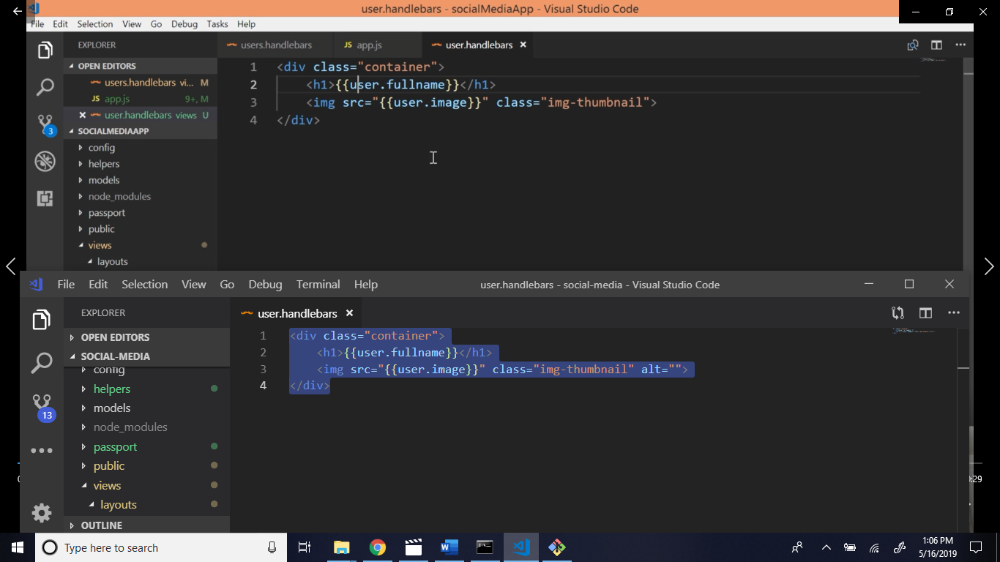 user.handlebars - socialMediaApp - Visual Studio Code
File Edit Selection View Go Debug Tasks Help
EXPLORER
users.handlebars
JS app.js
user.handlebars ×
OPEN EDITORS
users.handlebars vi... M
JS app.js 9+, M
× user.handlebars views U
SOCIALMEDIAAPP
config
helpers
models
node_modules
passport
public
views
layouts
3
1 <div class="container">
2 <h1>{{user.fullname}}</h1>
3 <img src="{{user.image}}" class="img-thumbnail">
4 </div>
File Edit Selection View Go Debug Terminal Help
user.handlebars - social-media - Visual Studio Code
EXPLORER
user.handlebars ×
OPEN EDITORS
SOCIAL-MEDIA
config
helpers
models
node_modules
passport
public
views
layouts
OUTLINE
13
1 <div class="container">
2 <h1>{{user.fullname}}</h1>
3 <img src="{{user.image}}" class="img-thumbnail" alt="">
4 </div>
:29
Type here to search
1:06 PM
5/16/2019